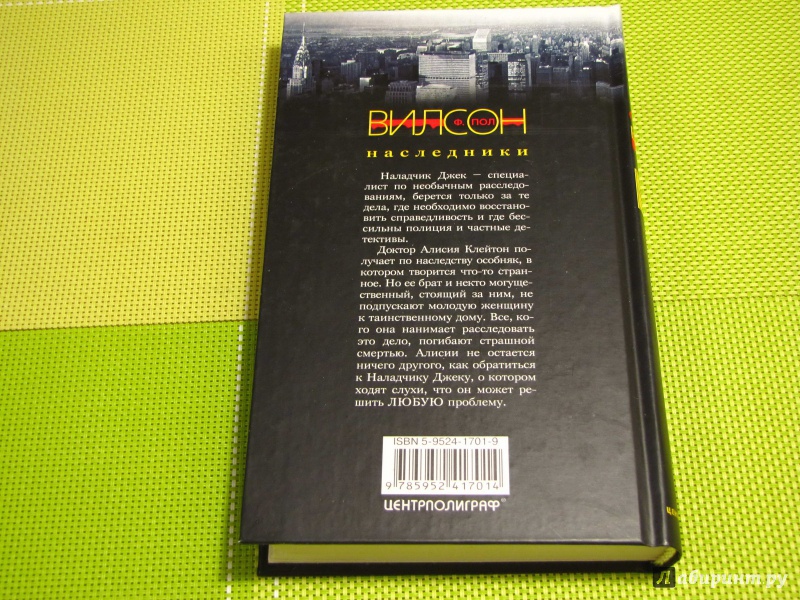 ВИЛСОН
Ф. ПОЛ
наследники
Наладчик Джек — специа-
лист по необычным расследо-
ваниям, берется только за те
дела, где необходимо восстано-
вить справедливость и где бес-
сильны полиция и частные де-
тективы.
Доктор Алисия Клейтон по-
лучает по наследству особняк, в
котором творится что-то стран-
ное. Но ее брат и некто могуще-
ственный, стоящий за ним, не
подпускают молодую женщину
к таинственному дому. Все, ко-
го она нанимает расследовать
это дело, погибают страшной
смертью. Алисии не остается
ничего другого, как обратиться
к Наладчику Джеку, о котором
ходят слухи, что он может ре-
шить ЛЮБУЮ проблему.
ISBN 5-9524-1701-9
9 785952 417014
ЦЕНТРПОЛИГРАФ®
Лабиринт.ру